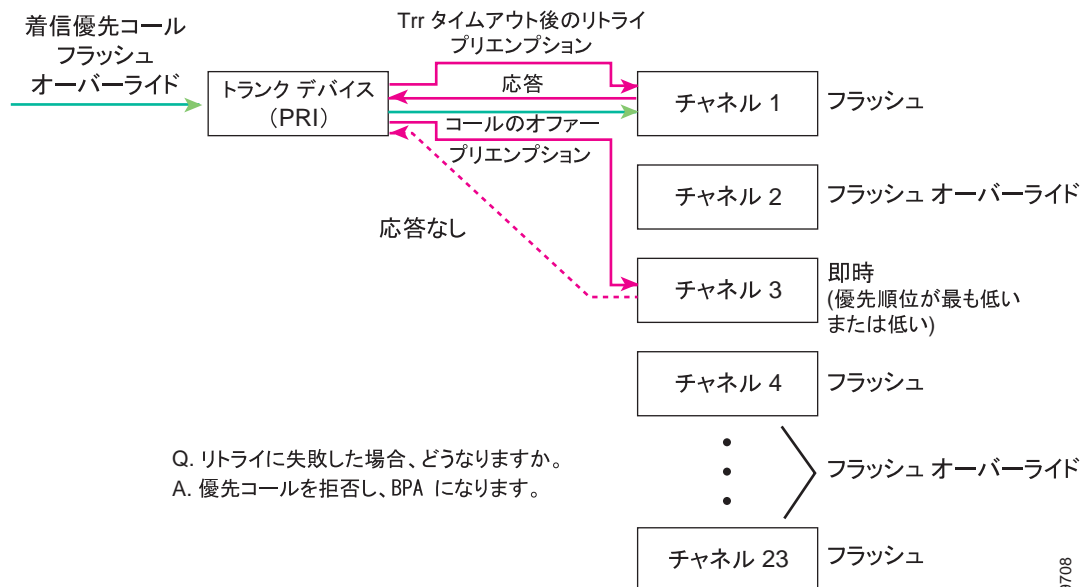 着信優先コール
フラッシュ
オーバーライド
Trr タイムアウト後のリトライ
プリエンプション
トランク デバイス
(PRI)
応答
コールのオファー
プリエンプション
応答なし
チャネル 1
フラッシュ
チャネル 2
フラッシュ オーバーライド
チャネル 3
即時
(優先順位が最も低い
または低い)
チャネル 4
フラッシュ
フラッシュ オーバーライド
Q. リトライに失敗した場合、どうなりますか。
A. 優先コールを拒否し、BPA になります。
チャネル 23
フラッシュ